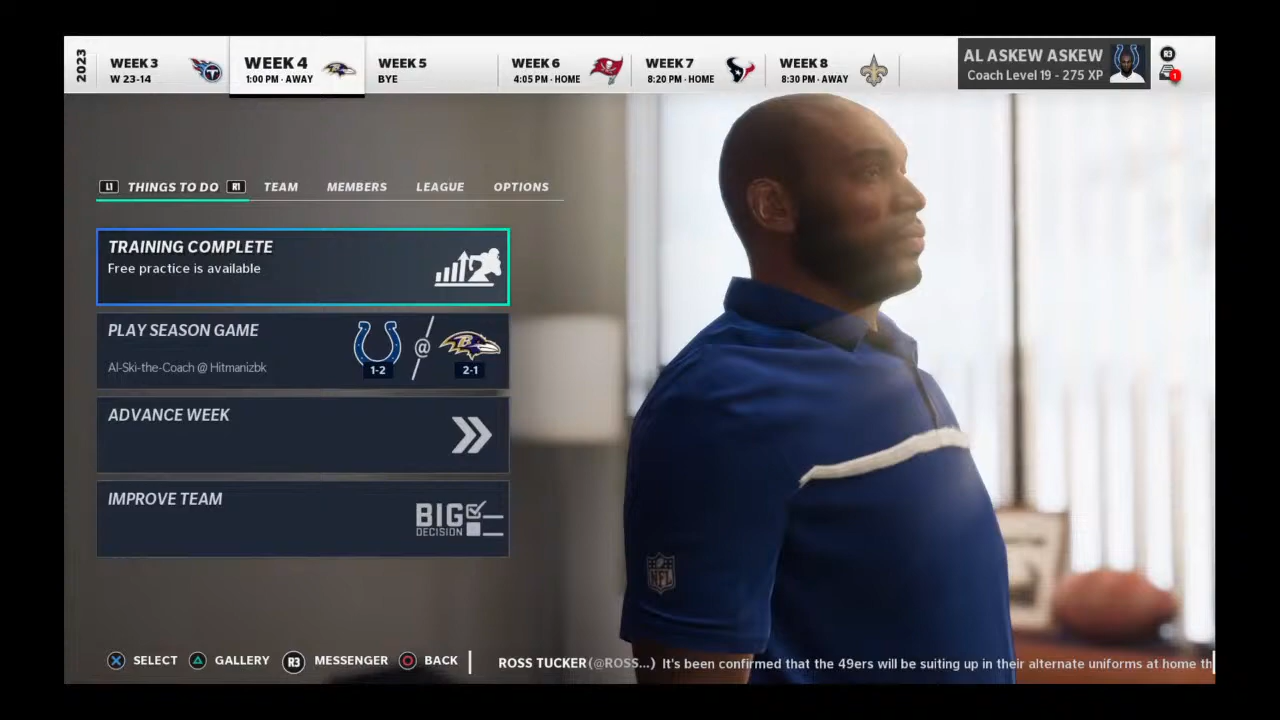 2023
WEEK 3
W 23-14
WEEK 4
1:00 PM - AWAY
WEEK 5
BYE
WEEK 6
4:05 PM - HOME
WEEK 7
8:20 PM - HOME
WEEK 8
8:30 PM - AWAY
AL ASKEW ASKEW
Coach Level 19 - 275 XP
R3
1
L1 THINGS TO DO R1 TEAM MEMBERS LEAGUE OPTIONS
TRAINING COMPLETE
Free practice is available
PLAY SEASON GAME
@
Al-Ski-the-Coach @ Hitmanizbk
1-2
2-1
ADVANCE WEEK
IMPROVE TEAM
BIG
DECISION
NFL
SELECT GALLERY R3 MESSENGER BACK
ROSS TUCKER (@ROSS...) It's been confirmed that the 49ers will be suiting up in their alternate uniforms at home th